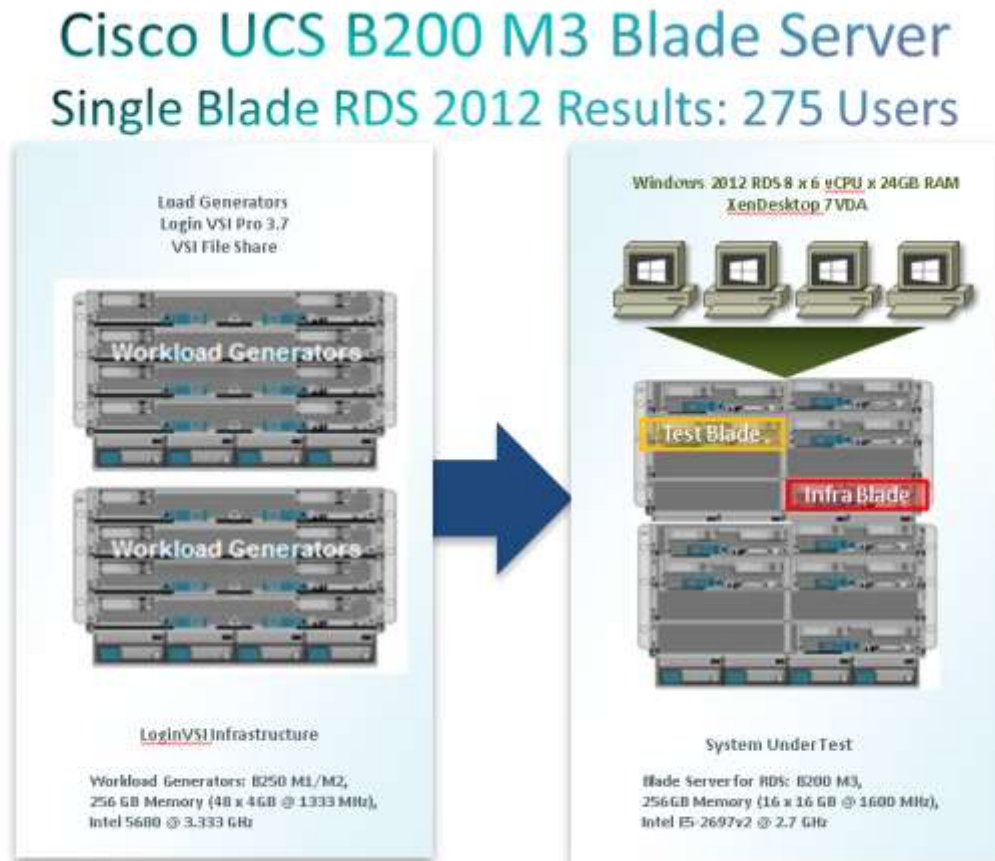 Cisco UCS B200 M3 Blade Server
Single Blade RDS 2012 Results: 275 Users
Load Generators
Login VSI Pro 3.7
VSI File Share
Workload Generators
Workload Generators
LoginVSI Infrastructure
Workload Generators: B250 M1/M2,
256 GB Memory (48 x 4GB @ 1333 MHz),
Intel 5680 @ 3.333 GHz
Windows 2012 RDS 8 x 6 vCPU x 24GB RAM
XenDesktop 7 VDA
Test Blade
Infra Blade
System Under Test
Blade Server for RDS: B200 M3,
256GB Memory (16 x 16 GB @ 1600 MHz),
Intel E5-2697v2 @ 2.7 GHz